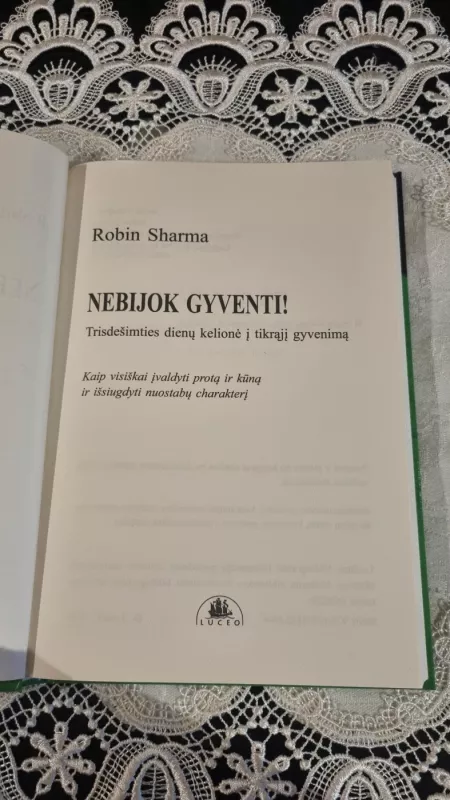 Robin Sharma
NEBIJOK GYVENTI!
Trisdešimties dienų kelionė į tikrąjį gyvenimą
Kaip visiškai įvaldyti protą ir kūną
ir išsiugdyti nuostabų charakterį
LUCEO